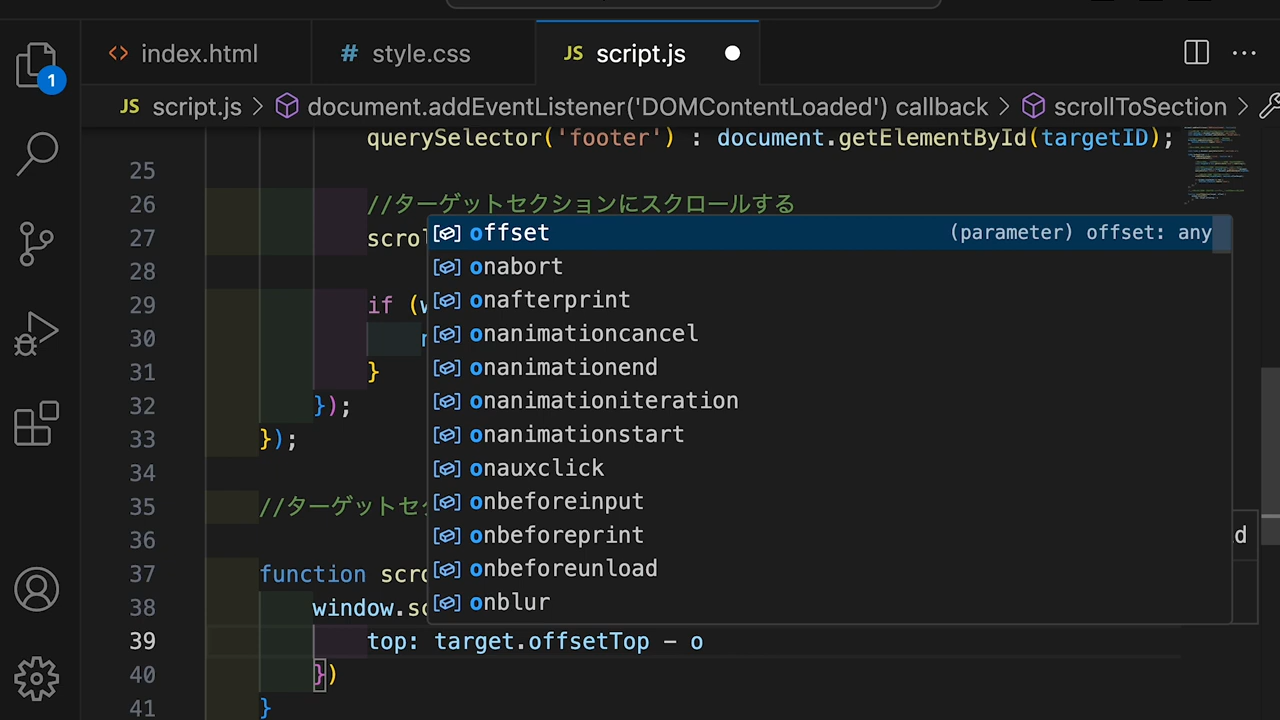 index.html
# style.css
JS script.js
1
JS script.js > document.addEventListener('DOMContentLoaded') callback > scrollToSection >
querySelector('footer') : document.getElementById(targetID);
25
26 //ターゲットセクションにスクロールする
27 scrol
28
29 if (w
30
31 }
32 });
33 });
34
35 //ターゲットセク
36
37 function scro
38 window.sc
39 top: target.offsetTop - o
40 })
41 }
offset (parameter) offset: any
onabort
onafterprint
onanimationcancel
onanimationend
onanimationiteration
onanimationstart
onauxclick
onbeforeinput
onbeforeprint
onbeforeunload
onblur
d